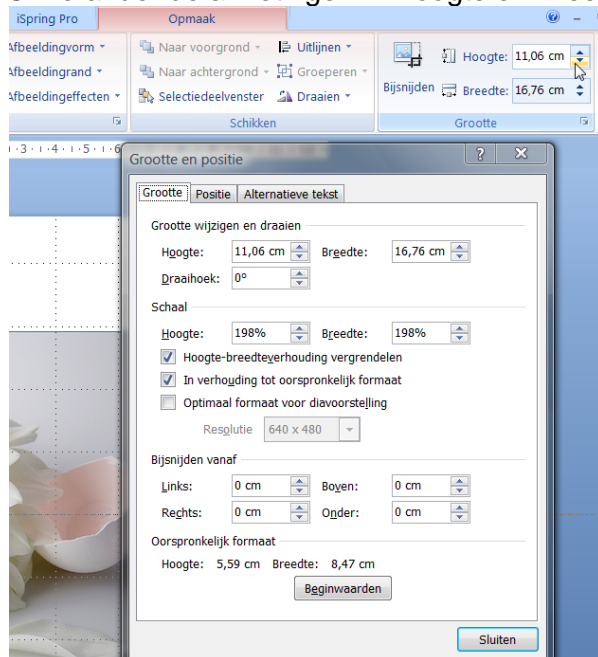 iSpring Pro Opmaak
Afbeeldingvorm Naar voorgrond Uitlijnen Hoogte: 11,06 cm
Afbeeldingrand Naar achtergrond Groeperen
Afbeeldingeffecten Selectiedeelvenster Draaien Bijsnijden Breedte: 16,76 cm
Schikken Grootte
·3·ı·4·ı·5·ı·6
Grootte en positie
Grootte Positie Alternatieve tekst
Grootte wijzigen en draaien
Hoogte: 11,06 cm Breedte: 16,76 cm
Draaihoek: 0°
Schaal
Hoogte: 198% Breedte: 198%
Hoogte-breedteverhouding vergrendelen
In verhouding tot oorspronkelijk formaat
Optimaal formaat voor diavoorstelling
Resolutie 640 x 480
Bijsnijden vanaf
Links: 0 cm Boven: 0 cm
Rechts: 0 cm Onder: 0 cm
Oorspronkelijk formaat
Hoogte: 5,59 cm Breedte: 8,47 cm
Beginwaarden
Sluiten